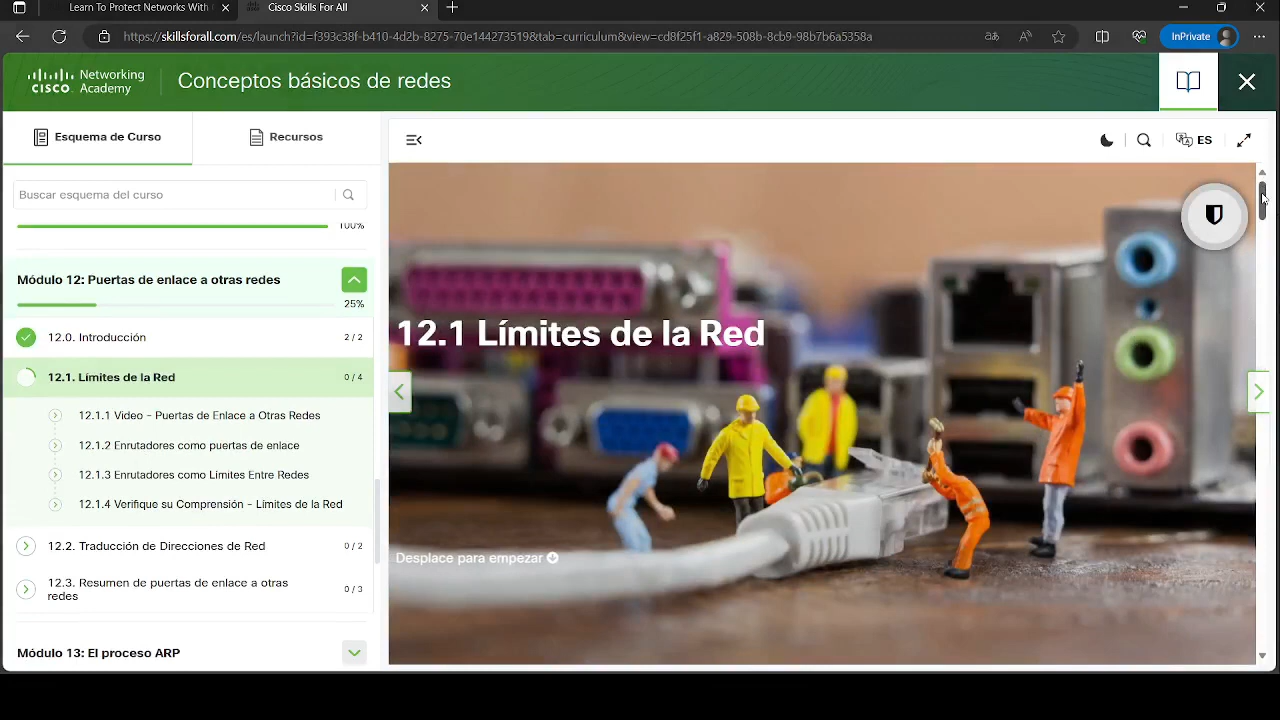 Learn To Protect Networks With
Cisco Skills For All
https://skillsforall.com/es/launch?id=f393c38f-b410-4d2b-8275-70e144273519&tab=curriculum&view=cd8f25f1-a829-508b-8cb9-98b7b6a5358a
InPrivate
Networking
CISCO Academy
Conceptos básicos de redes
Esquema de Curso
Recursos
ES
Buscar esquema del curso
100%
Módulo 12: Puertas de enlace a otras redes
25%
12.0. Introducción 2 / 2
12.1. Límites de la Red 0 / 4
12.1.1 Video - Puertas de Enlace a Otras Redes
12.1.2 Enrutadores como puertas de enlace
12.1.3 Enrutadores como Límites Entre Redes
12.1.4 Verifique su Comprensión - Límites de la Red
12.2. Traducción de Direcciones de Red 0 / 2
12.3. Resumen de puertas de enlace a otras
redes 0 / 3
Módulo 13: El proceso ARP
12.1 Límites de la Red
Desplace para empezar